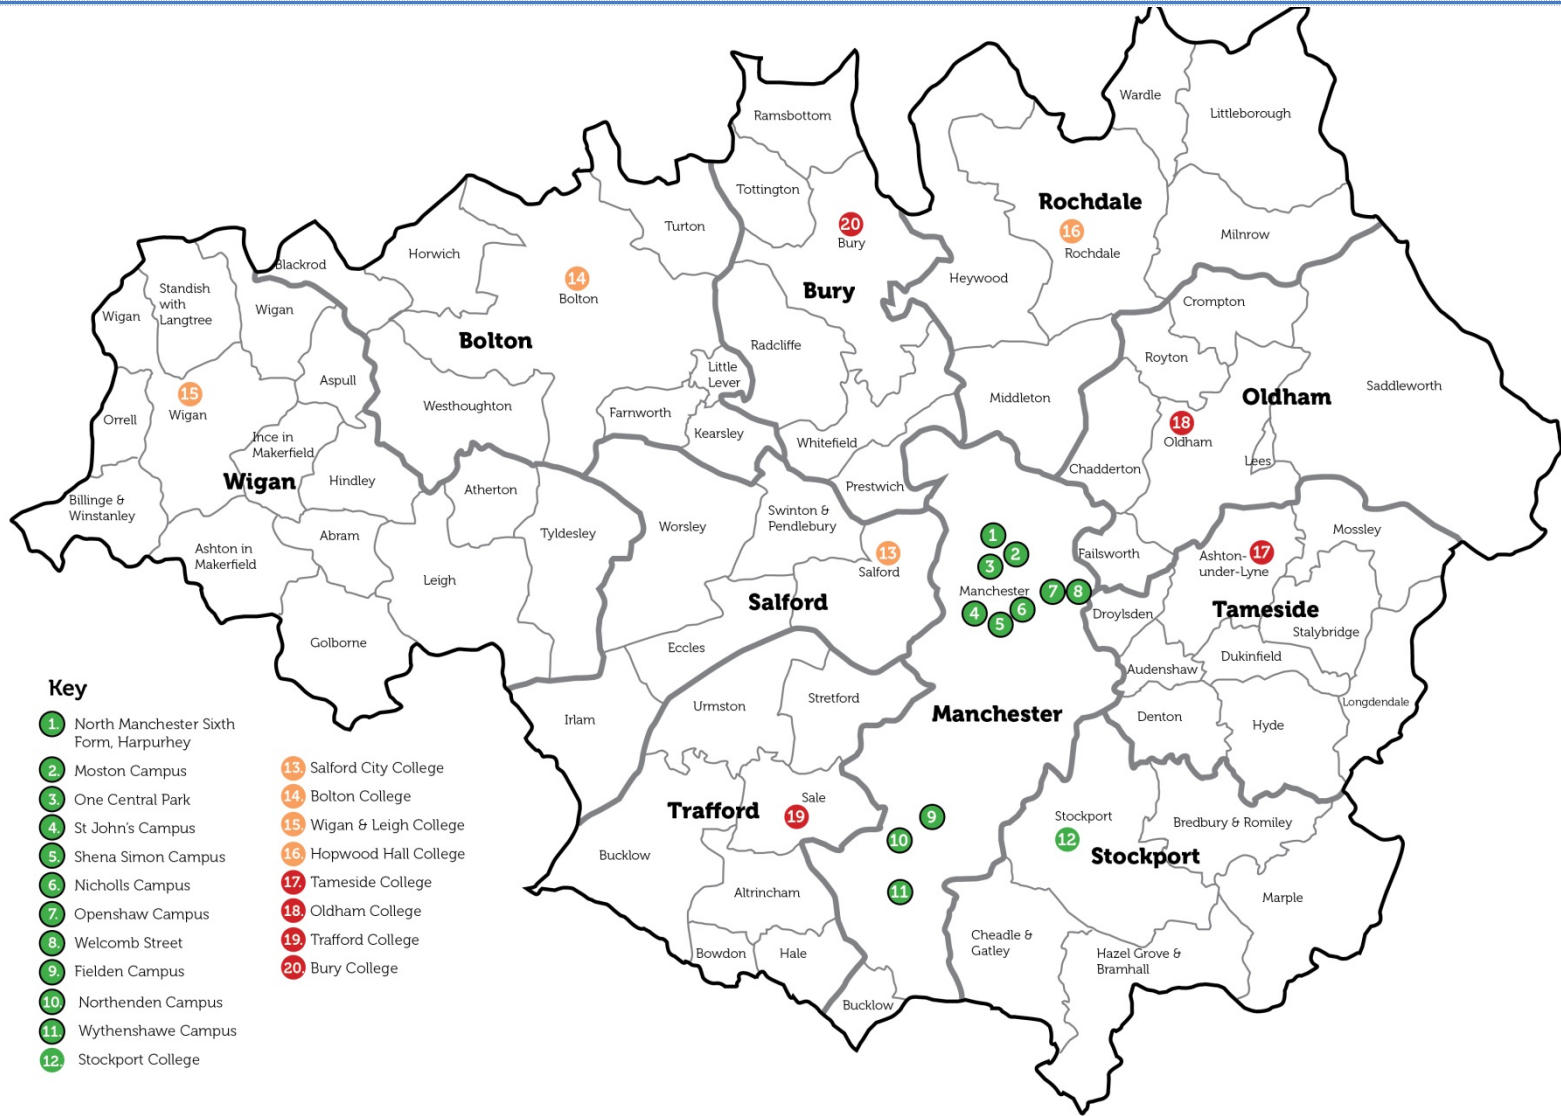 Ramsbottom
Wardle
Littleborough
Tottington
Rochdale
20
Bury
16
Rochdale
Turton
Milnrow
Horwich
Blackrod
14
Bolton
Heywood
Bury
Crompton
Standish
with
Langtree
Wigan
Wigan
Bolton
Radcliffe
Royton
Little
Lever
Aspull
Saddleworth
15
Wigan
Westhoughton
Farnworth
Middleton
Oldham
Orrell
Kearsley
18
Oldham
Ince in
Makerfield
Whitefield
Lees
Chadderton
Wigan
Hindley
Atherton
Prestwich
Billinge &
Winstanley
Swinton &
Pendlebury
Worsley
Tyldesley
Abram
1
Mossley
Ashton in
Makerfield
13
Salford
2
3
Failsworth
Ashton-
under-Lyne
17
Leigh
Manchester
7
8
Salford
4
5
6
Droylsden
Tameside
Stalybridge
Golborne
Eccles
Dukinfield
Audenshaw
Urmston
Stretford
Longdendale
Irlam
Manchester
Denton
Hyde
Sale
19
Trafford
9
10
11
Stockport
12
Bredbury & Romiley
Stockport
Bucklow
Altrincham
Marple
Cheadle &
Gatley
Bowdon
Hale
Hazel Grove &
Bramhall
Bucklow
Key
1. North Manchester Sixth
Form, Harpurhey
2. Moston Campus
3. One Central Park
4. St John's Campus
5. Shena Simon Campus
6. Nicholls Campus
7. Openshaw Campus
8. Welcomb Street
9. Fielden Campus
10. Northenden Campus
11. Wythenshawe Campus
12. Stockport College
13. Salford City College
14. Bolton College
15. Wigan & Leigh College
16. Hopwood Hall College
17. Tameside College
18. Oldham College
19. Trafford College
20. Bury College